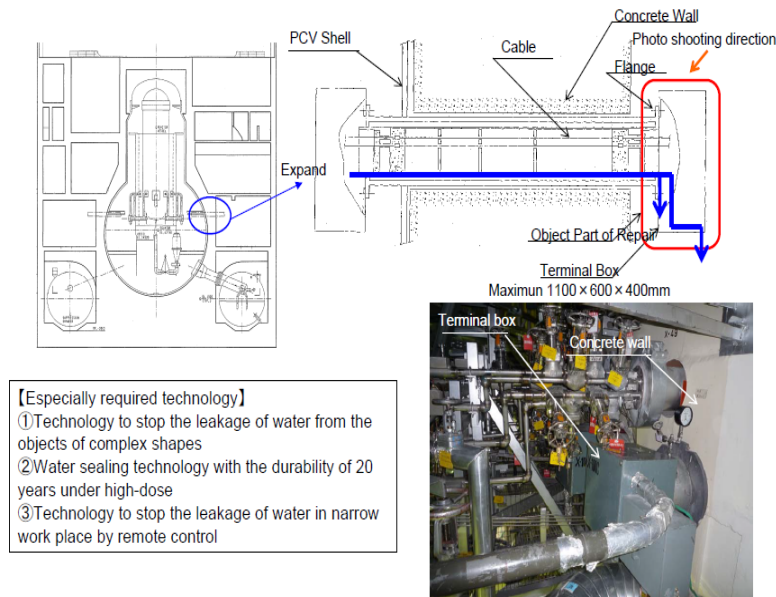 Concrete Wall
PCV Shell
Cable
Photo shooting direction
Flange
Expand
Object Part of Repair
Terminal Box
Maximun 1100×600×400mm
Terminal box
Concrete wall
【Especially required technology】
①Technology to stop the leakage of water from the
objects of complex shapes
②Water sealing technology with the durability of 20
years under high-dose
③Technology to stop the leakage of water in narrow
work place by remote control